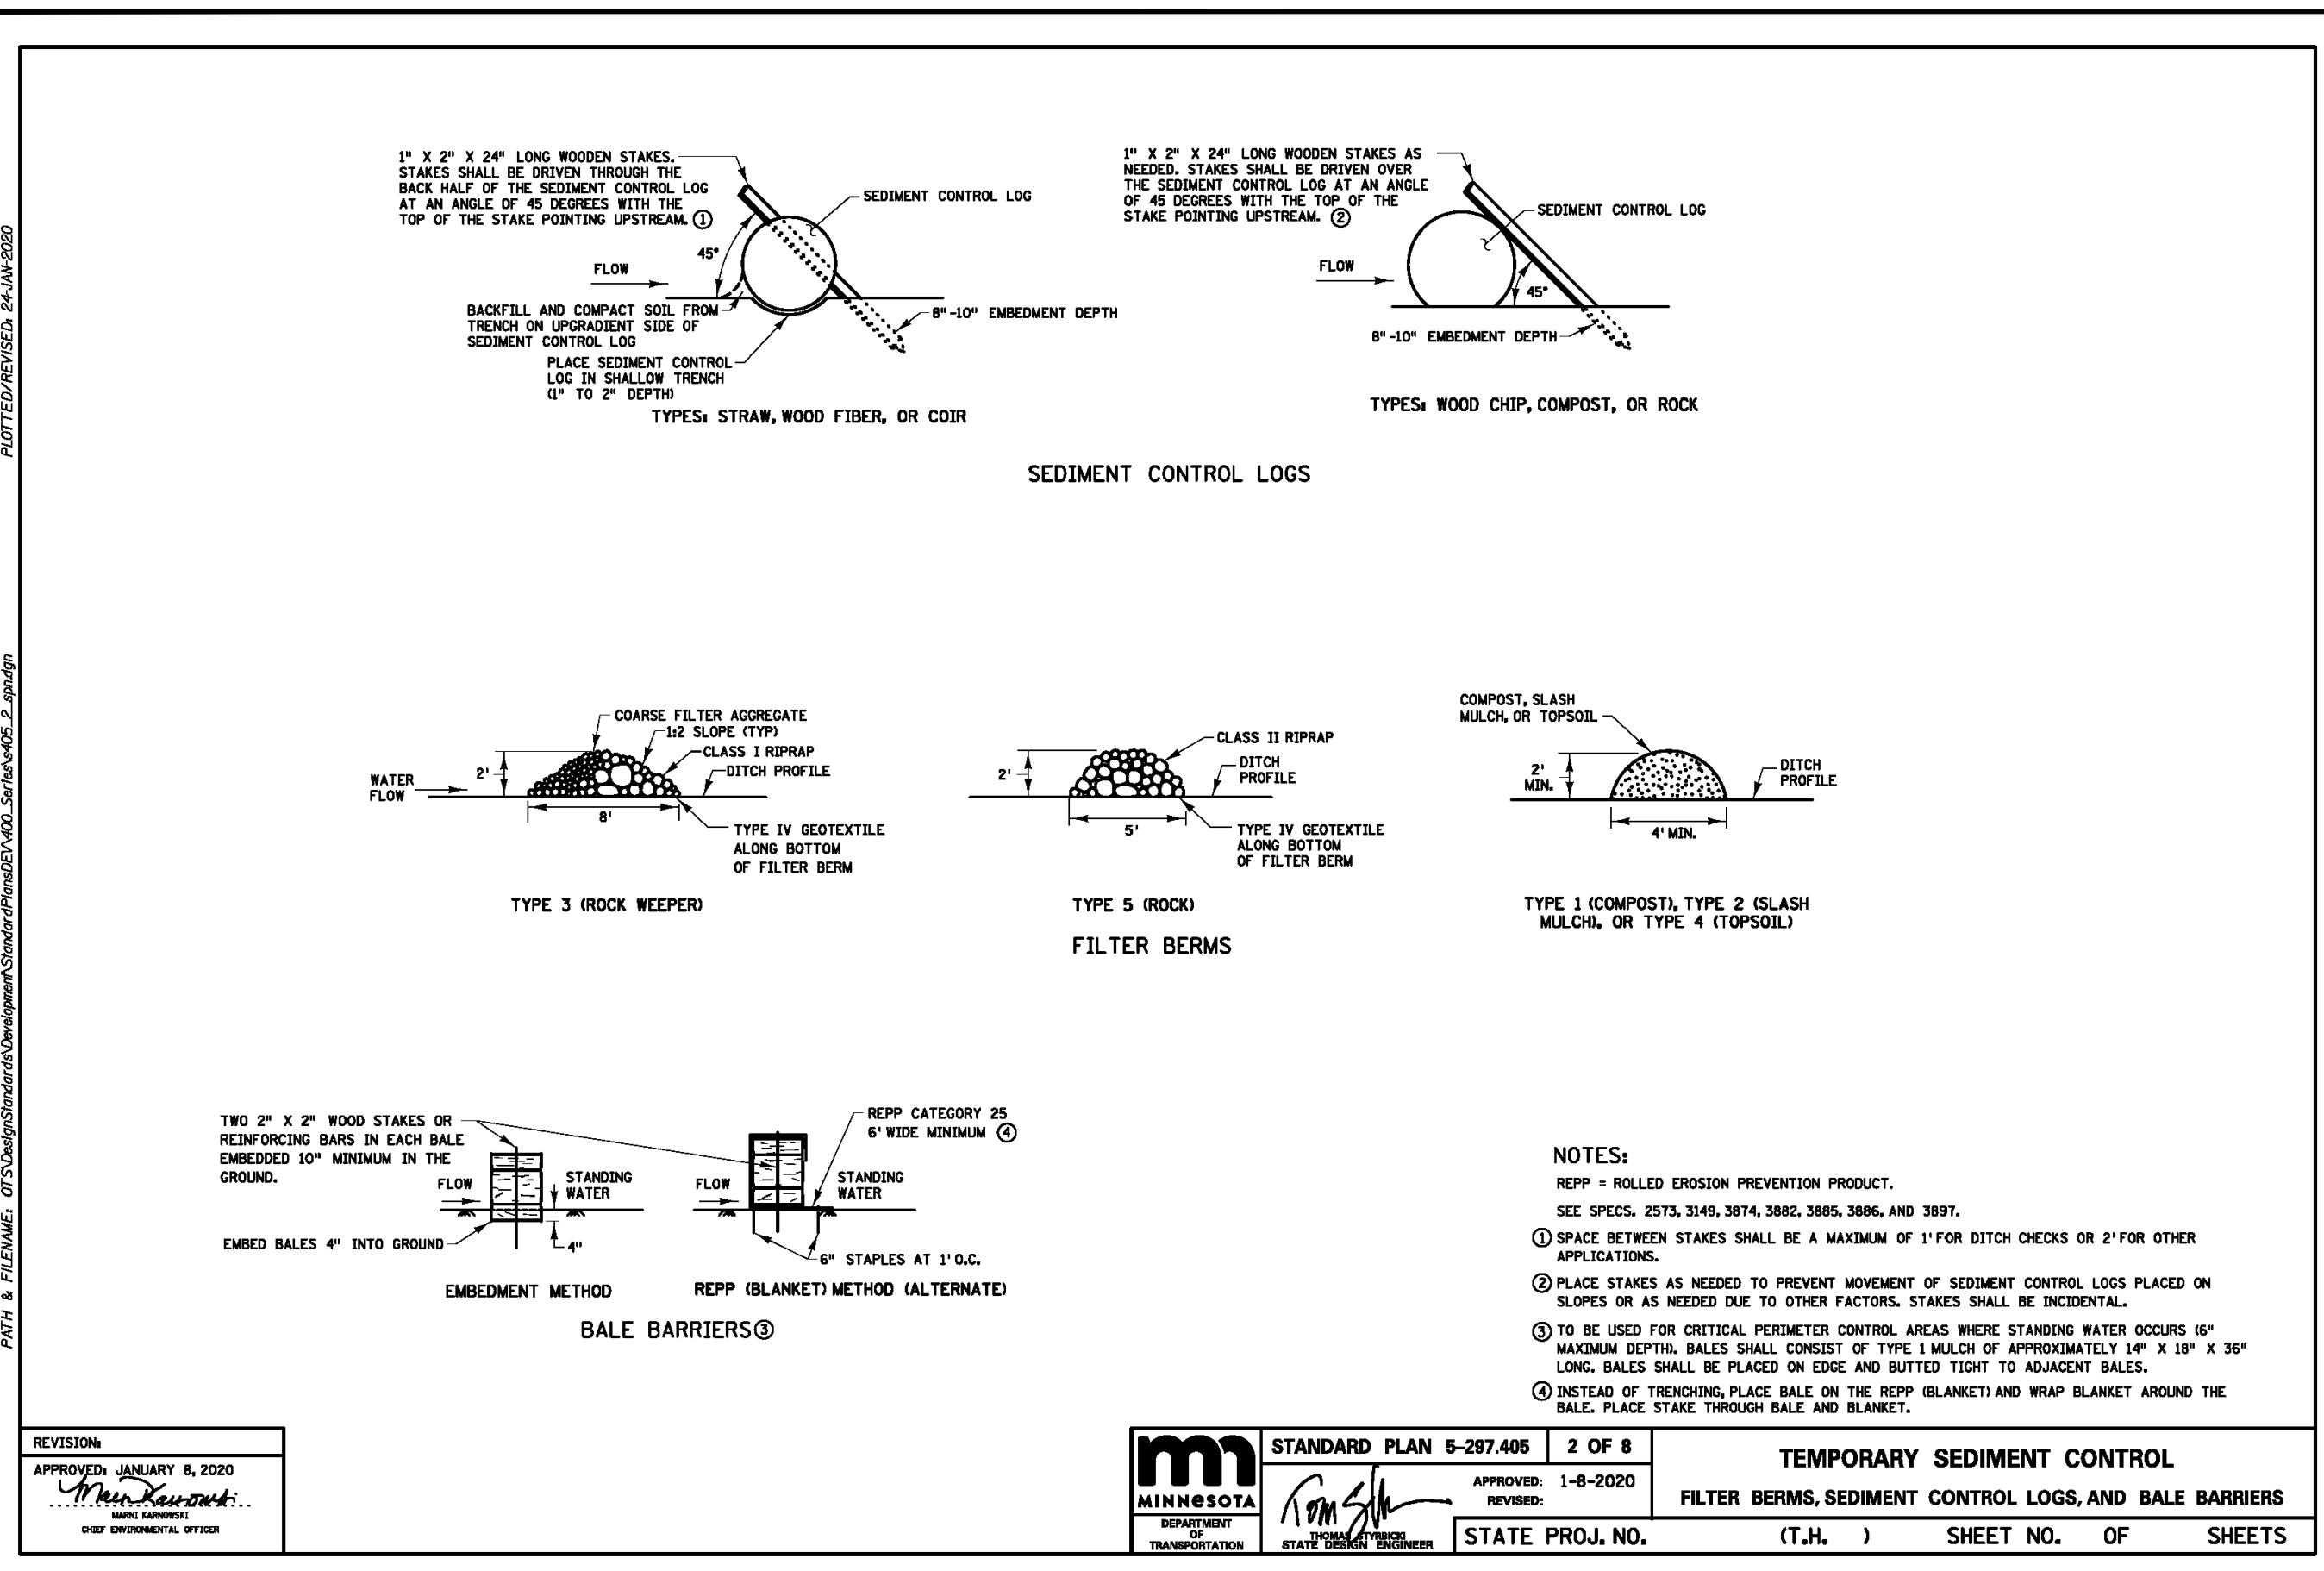 PLOTTED/REVISED: 24-JAN-2020
PATH & FILENAME: OTS\DesignStandards\Development\StandardPlansDEV\400_Series\s405_2_spn.dgn
1" X 2" X 24" LONG WOODEN STAKES.
STAKES SHALL BE DRIVEN THROUGH THE
BACK HALF OF THE SEDIMENT CONTROL LOG
AT AN ANGLE OF 45 DEGREES WITH THE
TOP OF THE STAKE POINTING UPSTREAM. ①
SEDIMENT CONTROL LOG
45°
FLOW
BACKFILL AND COMPACT SOIL FROM
TRENCH ON UPGRADIENT SIDE OF
SEDIMENT CONTROL LOG
8"-10" EMBEDMENT DEPTH
PLACE SEDIMENT CONTROL
LOG IN SHALLOW TRENCH
(1" TO 2" DEPTH)
TYPES: STRAW, WOOD FIBER, OR COIR
1" X 2" X 24" LONG WOODEN STAKES AS
NEEDED. STAKES SHALL BE DRIVEN OVER
THE SEDIMENT CONTROL LOG AT AN ANGLE
OF 45 DEGREES WITH THE TOP OF THE
STAKE POINTING UPSTREAM. ②
SEDIMENT CONTROL LOG
FLOW
45°
8"-10" EMBEDMENT DEPTH
TYPES: WOOD CHIP, COMPOST, OR ROCK
SEDIMENT CONTROL LOGS
COARSE FILTER AGGREGATE
1:2 SLOPE (TYP)
CLASS I RIPRAP
DITCH PROFILE
WATER
FLOW
2'
8'
TYPE IV GEOTEXTILE
ALONG BOTTOM
OF FILTER BERM
TYPE 3 (ROCK WEEPER)
CLASS II RIPRAP
DITCH
PROFILE
2'
5'
TYPE IV GEOTEXTILE
ALONG BOTTOM
OF FILTER BERM
TYPE 5 (ROCK)
COMPOST, SLASH
MULCH, OR TOPSOIL
2'
MIN.
DITCH
PROFILE
4' MIN.
TYPE 1 (COMPOST), TYPE 2 (SLASH
MULCH), OR TYPE 4 (TOPSOIL)
FILTER BERMS
TWO 2" X 2" WOOD STAKES OR
REINFORCING BARS IN EACH BALE
EMBEDDED 10" MINIMUM IN THE
GROUND.
FLOW
STANDING
WATER
EMBED BALES 4" INTO GROUND
4"
EMBEDMENT METHOD
REPP CATEGORY 25
6' WIDE MINIMUM ④
FLOW
STANDING
WATER
6" STAPLES AT 1' O.C.
REPP (BLANKET) METHOD (ALTERNATE)
BALE BARRIERS③
NOTES:
REPP = ROLLED EROSION PREVENTION PRODUCT.
SEE SPECS. 2573, 3149, 3874, 3882, 3885, 3886, AND 3897.
① SPACE BETWEEN STAKES SHALL BE A MAXIMUM OF 1' FOR DITCH CHECKS OR 2' FOR OTHER
APPLICATIONS.
② PLACE STAKES AS NEEDED TO PREVENT MOVEMENT OF SEDIMENT CONTROL LOGS PLACED ON
SLOPES OR AS NEEDED DUE TO OTHER FACTORS. STAKES SHALL BE INCIDENTAL.
③ TO BE USED FOR CRITICAL PERIMETER CONTROL AREAS WHERE STANDING WATER OCCURS (6"
MAXIMUM DEPTH). BALES SHALL CONSIST OF TYPE 1 MULCH OF APPROXIMATELY 14" X 18" X 36"
LONG. BALES SHALL BE PLACED ON EDGE AND BUTTED TIGHT TO ADJACENT BALES.
④ INSTEAD OF TRENCHING, PLACE BALE ON THE REPP (BLANKET) AND WRAP BLANKET AROUND THE
BALE. PLACE STAKE THROUGH BALE AND BLANKET.
REVISION:
APPROVED: JANUARY 8, 2020
MARNI KARNOWSKI
CHIEF ENVIRONMENTAL OFFICER
MINNESOTA
DEPARTMENT
OF
TRANSPORTATION
STANDARD PLAN 5-297.405
2 OF 8
APPROVED: 1-8-2020
REVISED:
THOMAS STYRBICKI
STATE DESIGN ENGINEER
TEMPORARY SEDIMENT CONTROL
FILTER BERMS, SEDIMENT CONTROL LOGS, AND BALE BARRIERS
STATE PROJ. NO. (T.H. ) SHEET NO. OF SHEETS